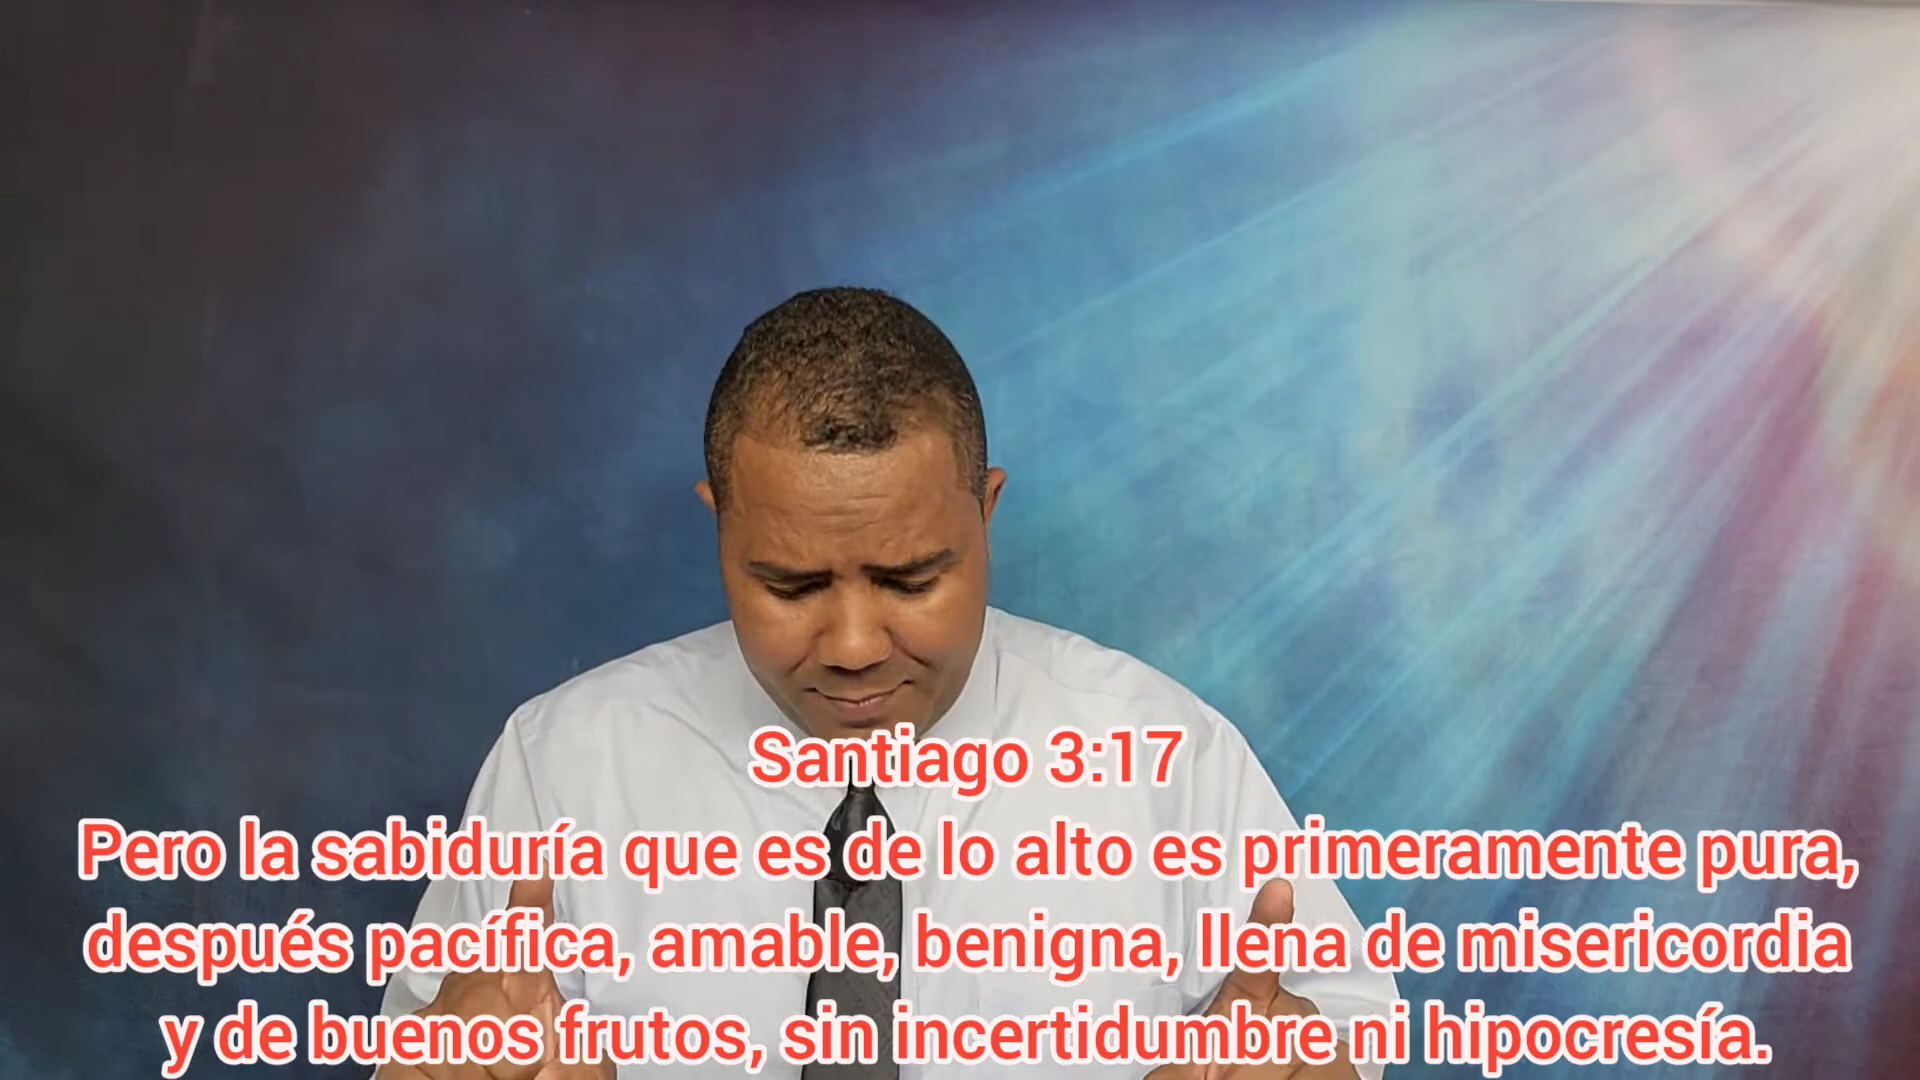 Santiago 3:17
Pero la sabiduría que es de lo alto es primeramente pura,
después pacífica, amable, benigna, llena de misericordia
y de buenos frutos, sin incertidumbre ni hipocresía.